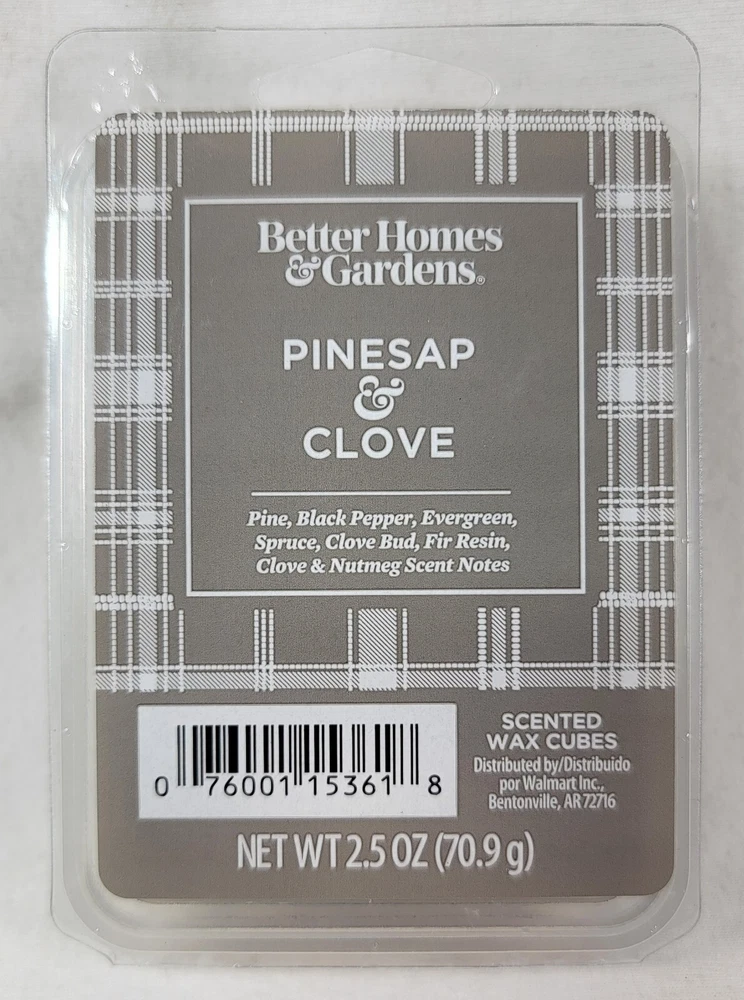 Better Homes
& Gardens®
PINESAP
&
CLOVE
Pine, Black Pepper, Evergreen,
Spruce, Clove Bud, Fir Resin,
Clove & Nutmeg Scent Notes
0 76001 15361 8
SCENTED
WAX CUBES
Distributed by/Distribuido
por Walmart Inc.,
Bentonville, AR 72716
NET WT 2.5 OZ (70.9 g)